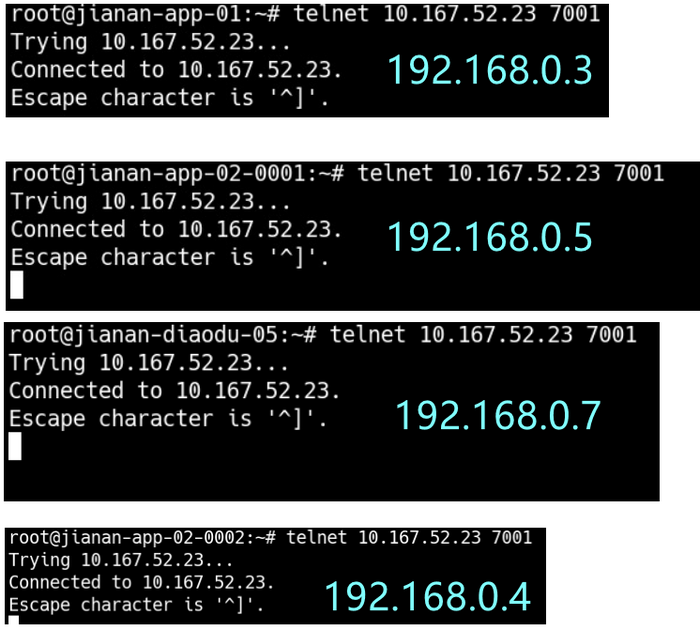 root@jianan-app-01:~# telnet 10.167.52.23 7001
Trying 10.167.52.23...
Connected to 10.167.52.23.
192.168.0.3
Escape character is '^]'.
root@jianan-app-02-0001:~# telnet 10.167.52.23 7001
Trying 10.167.52.23...
Connected to 10.167.52.23.
192.168.0.5
Escape character is '^]'.
root@jianan-diaodu-05:~# telnet 10.167.52.23 7001
Trying 10.167.52.23...
Connected to 10.167.52.23.
Escape character is '^]'.
192.168.0.7
root@jianan-app-02-0002:~# telnet 10.167.52.23 7001
Trying 10.167.52.23...
Connected to 10.167.52.23.
Escape character is '^]'.
192.168.0.4